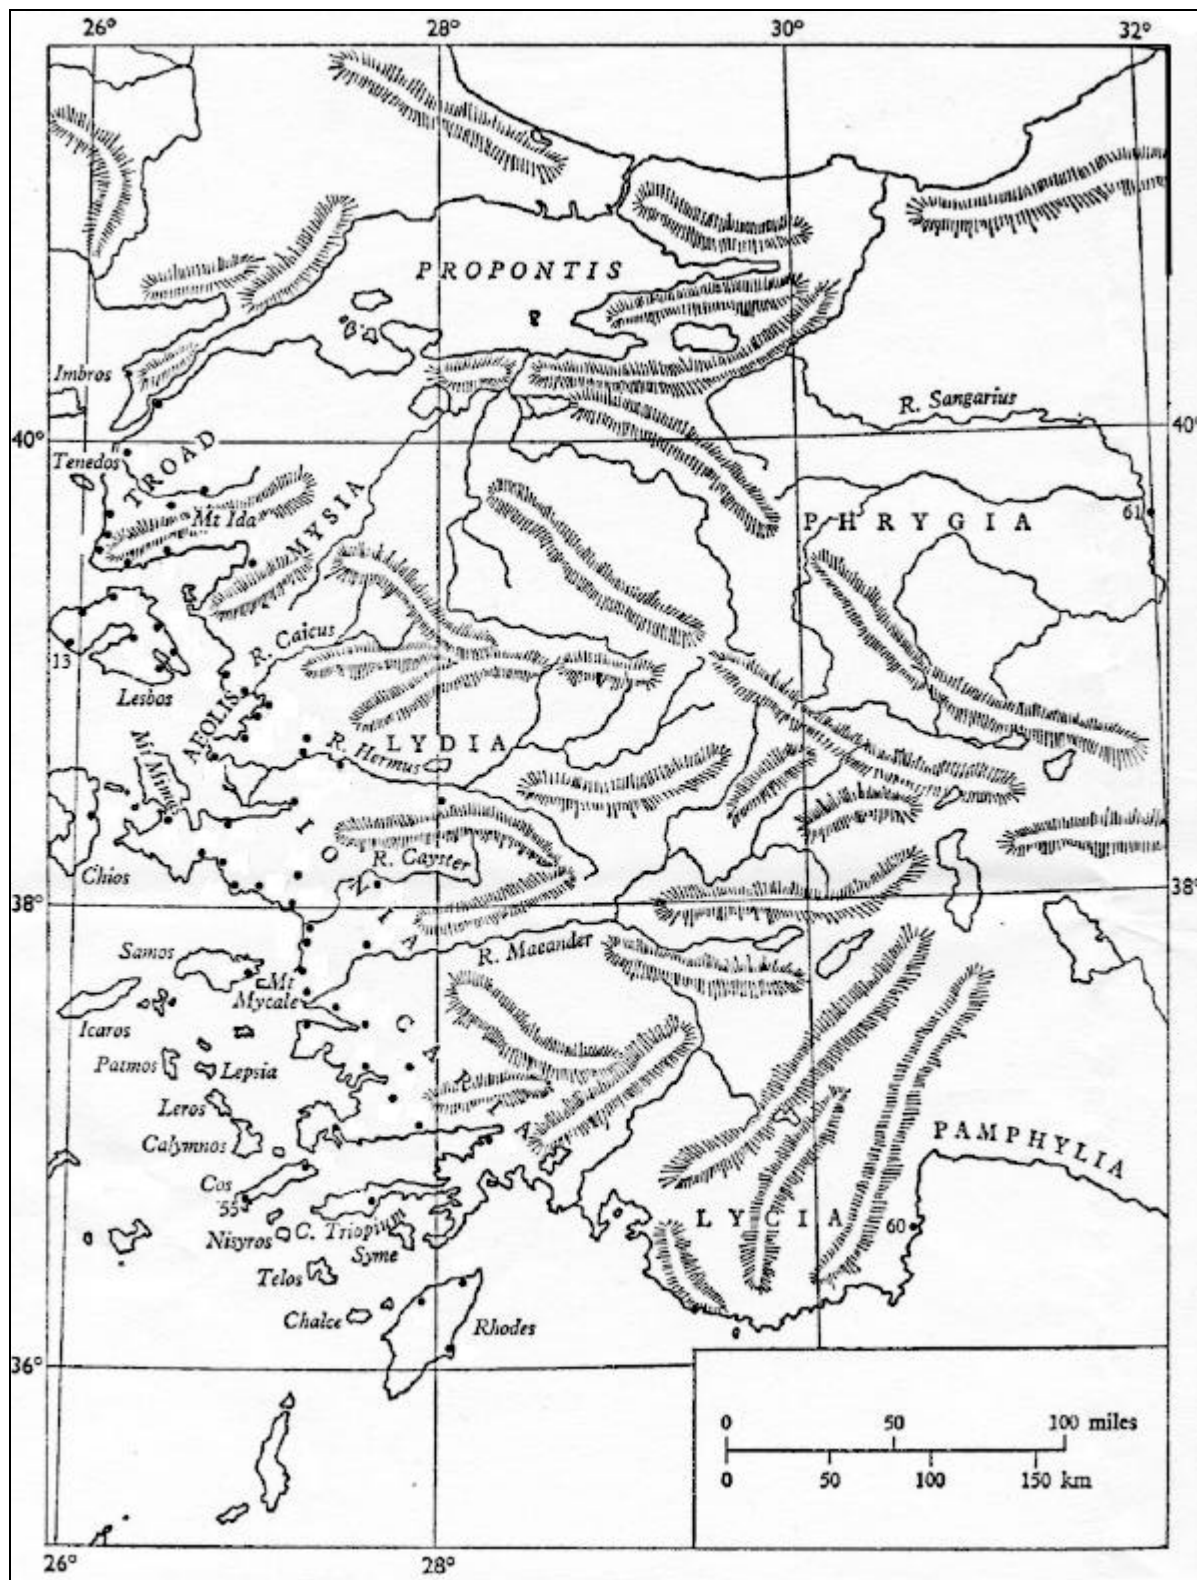 26° 28° 30° 32°
PROPONTIS
Imbros
R. Sangarius
40° 40°
Tenedos
TROAD
Mt Ida
MYSIA
PHRYGIA
61
R. Caicus
13
Lesbos
AEOLIS
Mt Mimas
R. Hermus
LYDIA
IONIA
R. Cayster
Chios
38° 38°
Samos
R. Maeander
Mt
Mycale
Icaros
CARIA
Patmos
Lepsia
Leros
Calymnos
PAMPHYLIA
Cos
55
LYCIA
60
Nisyros
C. Triopium
Syme
Telos
Chalce
Rhodes
36°
0 50 100 miles
0 50 100 150 km
26° 28°